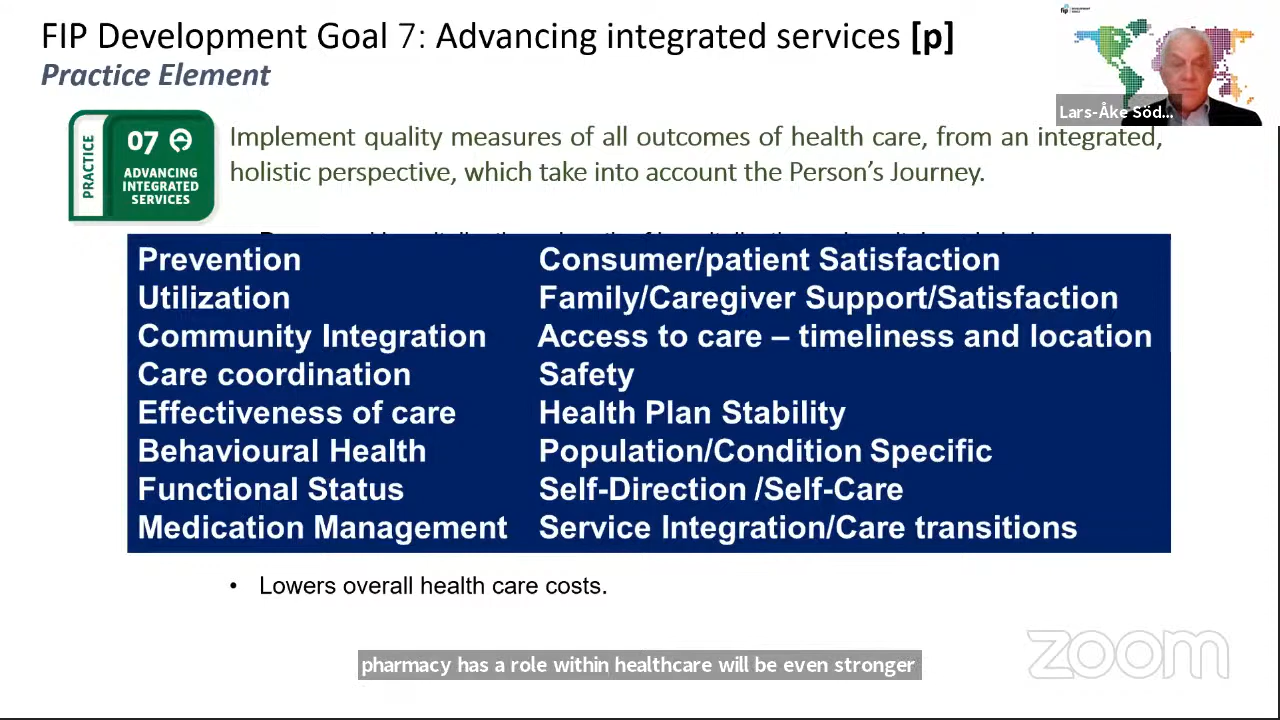 FIP Development Goal 7: Advancing integrated services [p]
Practice Element
fip
Lars-Åke Söd...
PRACTICE
07
ADVANCING
INTEGRATED
SERVICES
Implement quality measures of all outcomes of health care, from an integrated,
holistic perspective, which take into account the Person's Journey.
Prevention
Utilization
Community Integration
Care coordination
Effectiveness of care
Behavioural Health
Functional Status
Medication Management
Consumer/patient Satisfaction
Family/Caregiver Support/Satisfaction
Access to care – timeliness and location
Safety
Health Plan Stability
Population/Condition Specific
Self-Direction /Self-Care
Service Integration/Care transitions
• Lowers overall health care costs.
zoom
pharmacy has a role within healthcare will be even stronger